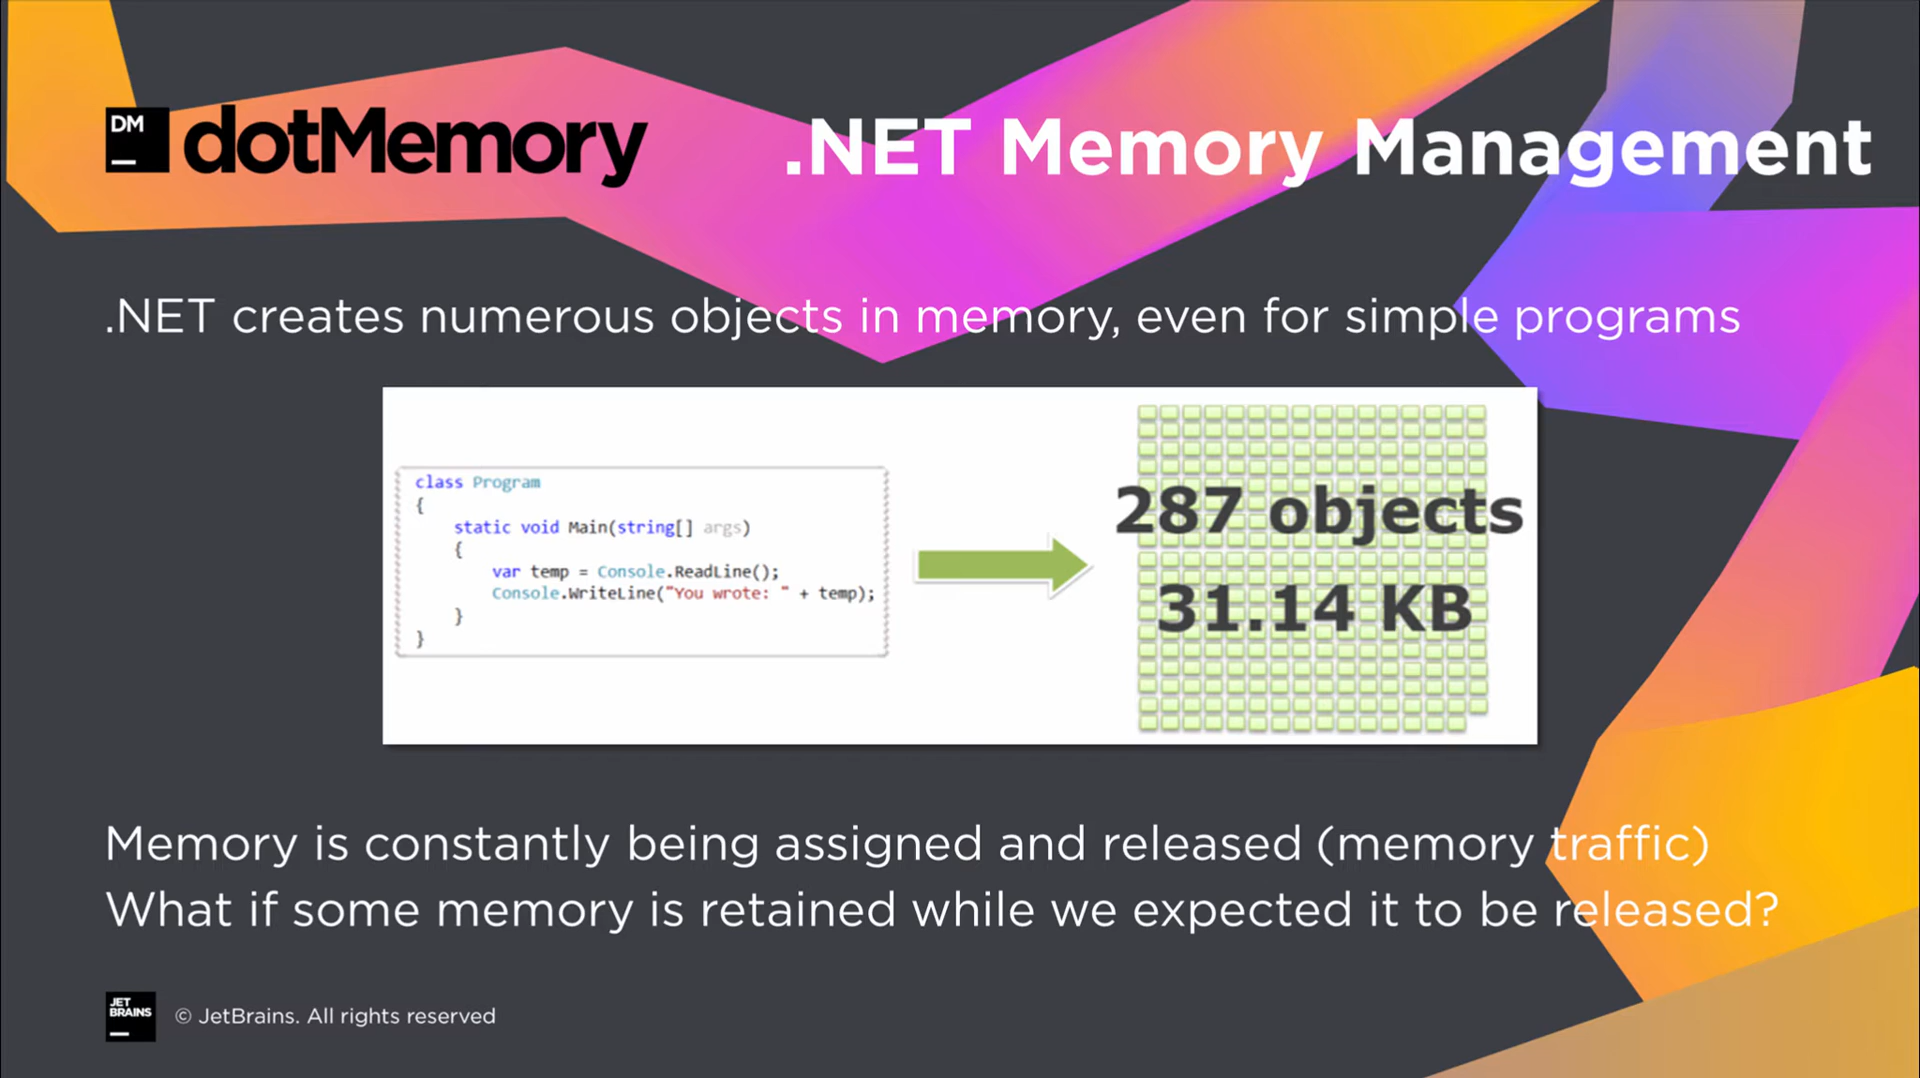 DM
dotMemory
.NET Memory Management
.NET creates numerous objects in memory, even for simple programs
class Program
{
static void Main(string[] args)
{
var temp = Console.ReadLine();
Console.WriteLine("You wrote: " + temp);
}
}
287 objects
31.14 KB
Memory is constantly being assigned and released (memory traffic)
What if some memory is retained while we expected it to be released?
JET
BRAINS
© JetBrains. All rights reserved